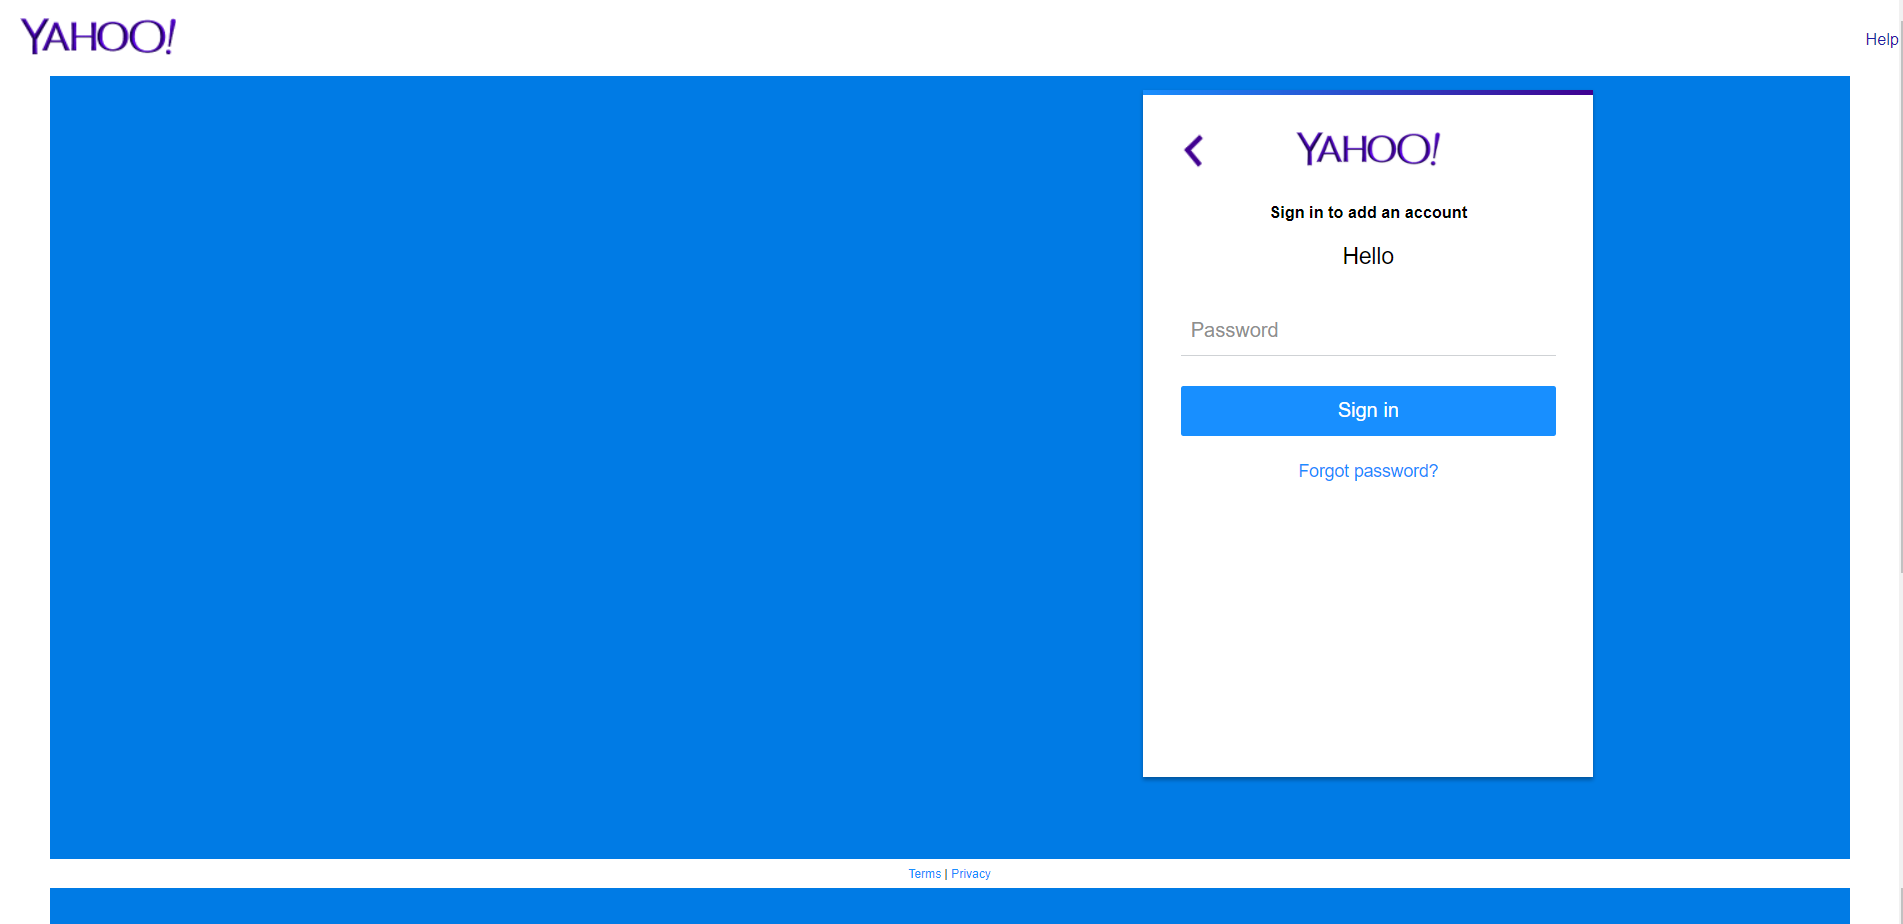 YAHOO!
Help
YAHOO!
Sign in to add an account
Hello
Password
Sign in
Forgot password?
Terms | Privacy